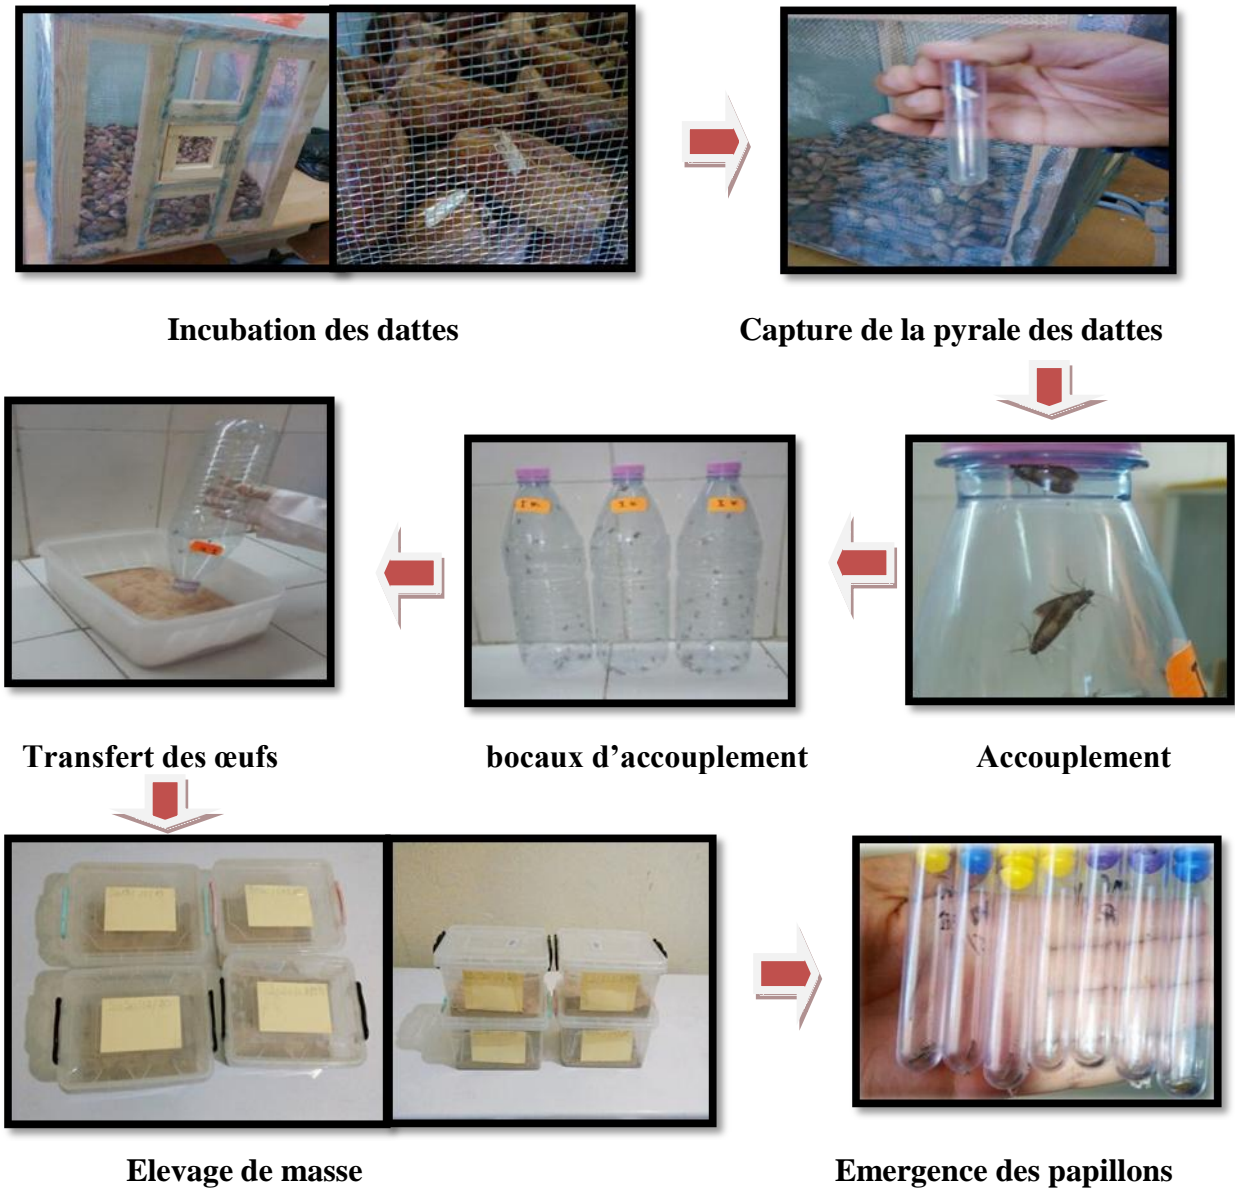 Incubation des dattes
Capture de la pyrale des dattes
Transfert des œufs
bocaux d’accouplement
Accouplement
Elevage de masse
Emergence des papillons